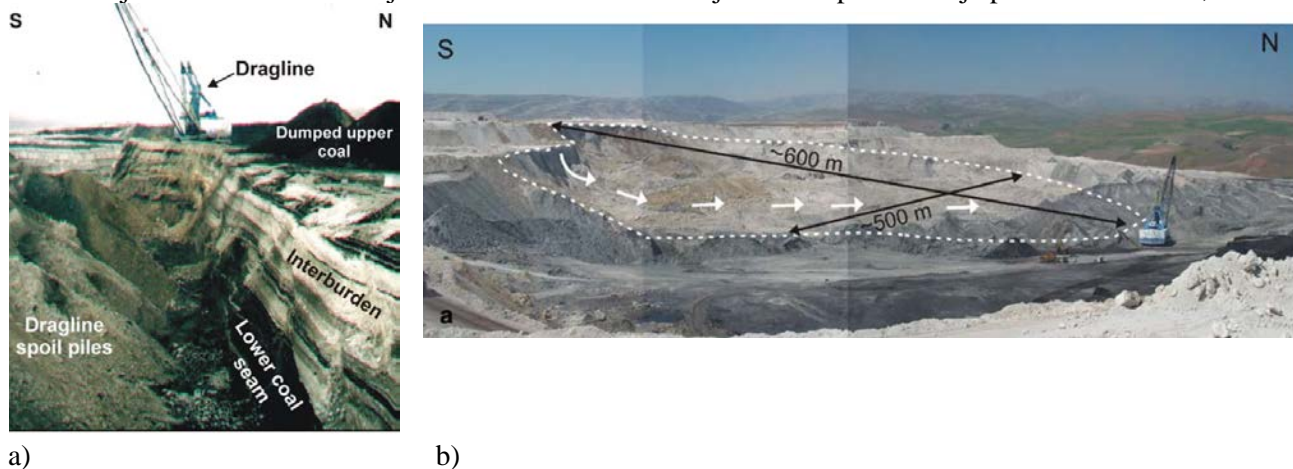 S N
Dragline
Dumped upper
coal
Interburden
Dragline
spoil piles
Lower coal
seam
S N
~600 m
~500 m
a
a) b)